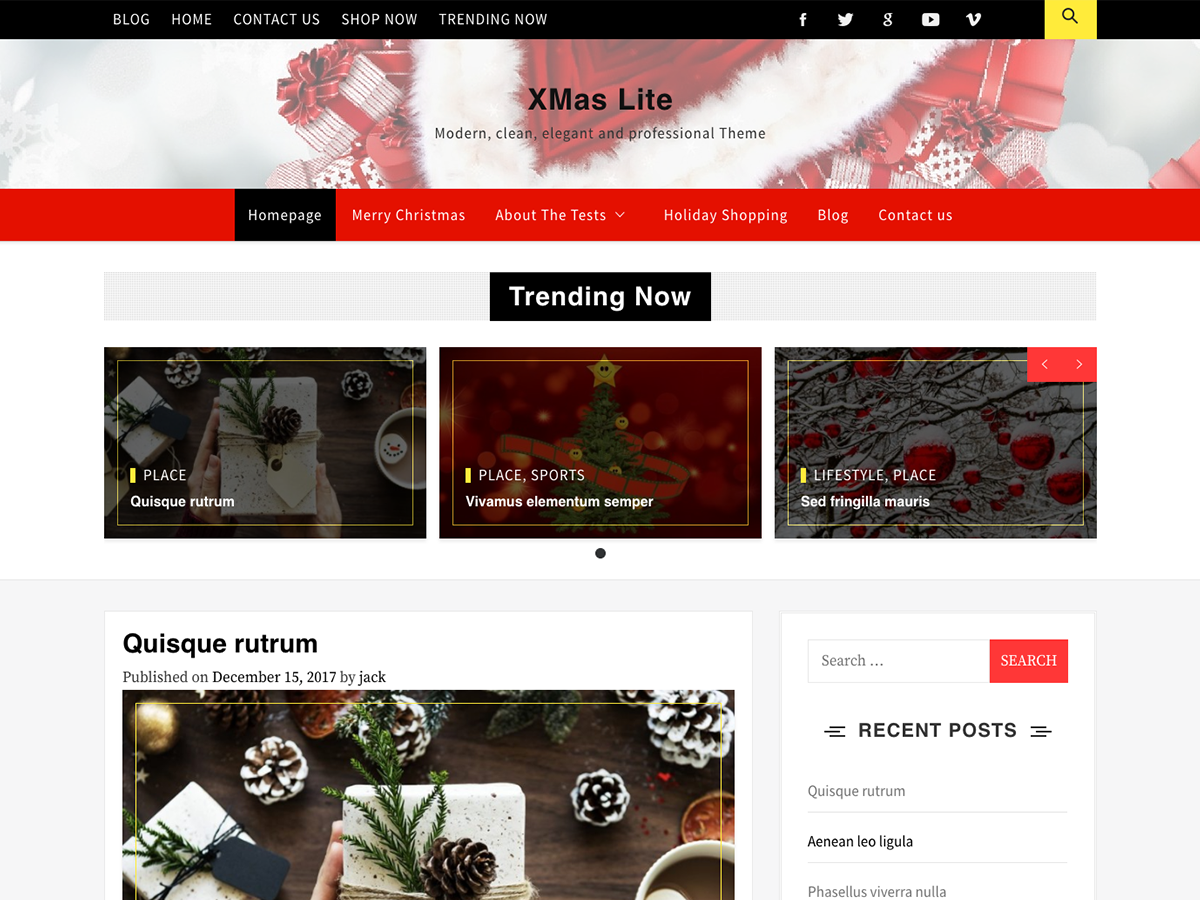 BLOG HOME CONTACT US SHOP NOW TRENDING NOW
XMas Lite
Modern, clean, elegant and professional Theme
Homepage Merry Christmas About The Tests Holiday Shopping Blog Contact us
Trending Now
PLACE
Quisque rutrum
PLACE, SPORTS
Vivamus elementum semper
LIFESTYLE, PLACE
Sed fringilla mauris
Quisque rutrum
Published on December 15, 2017 by jack
Search …
SEARCH
RECENT POSTS
Quisque rutrum
Aenean leo ligula
Phasellus viverra nulla